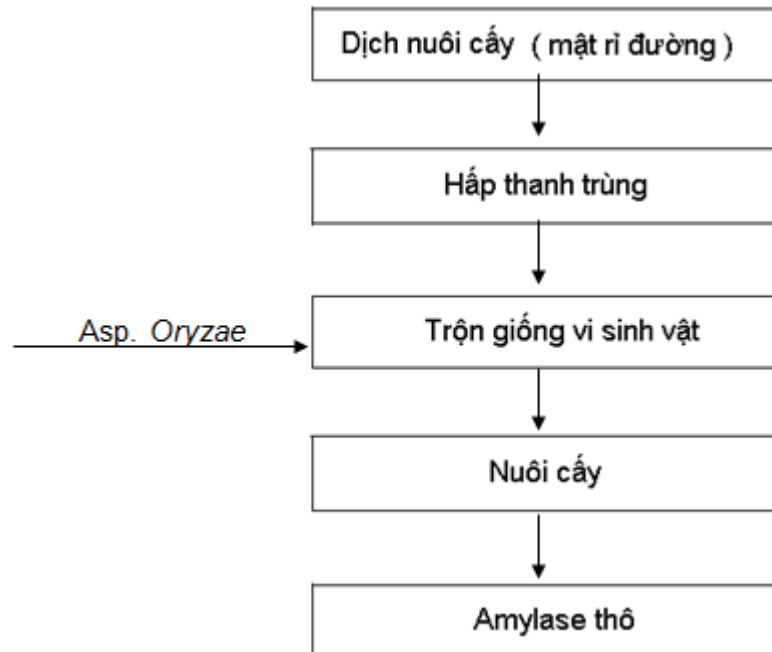 Dịch nuôi cấy ( mật rỉ đường )
Hấp thanh trùng
Asp. Oryzae
Trộn giống vi sinh vật
Nuôi cấy
Amylase thô